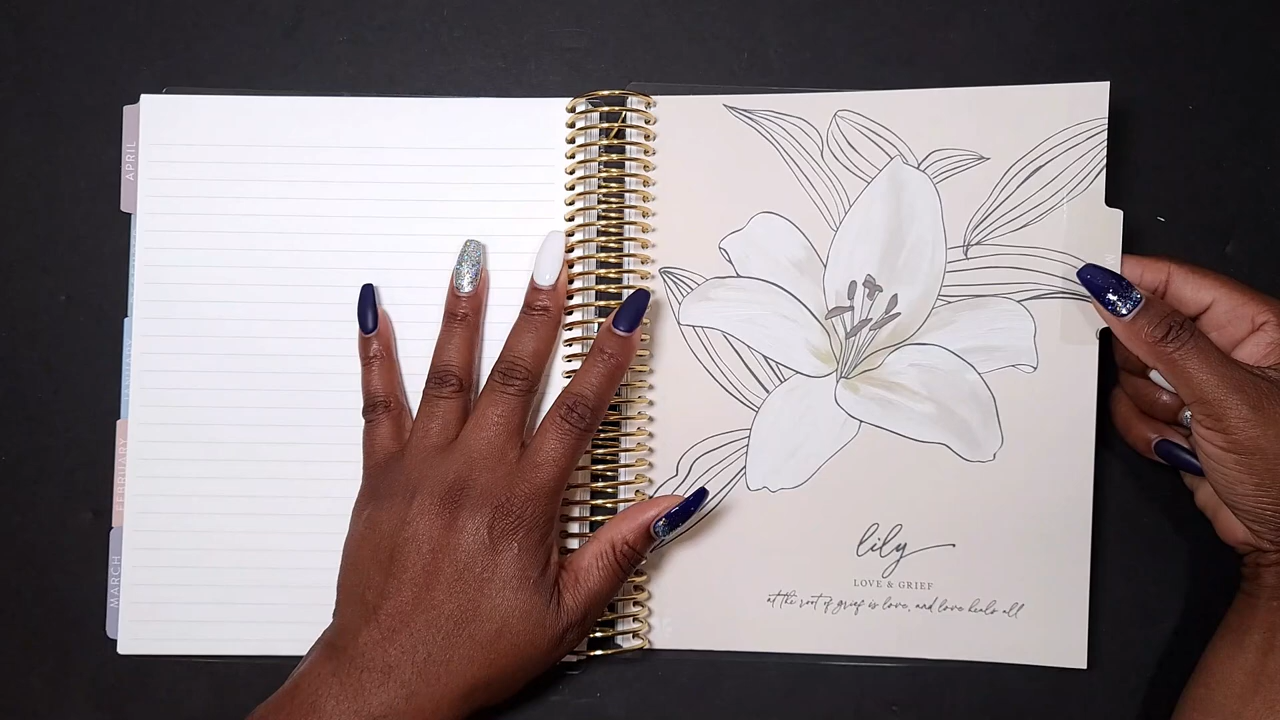 APRIL
FEBRUARY
MARCH
lily
LOVE & GRIEF
at the root of grief is love, and love heals all